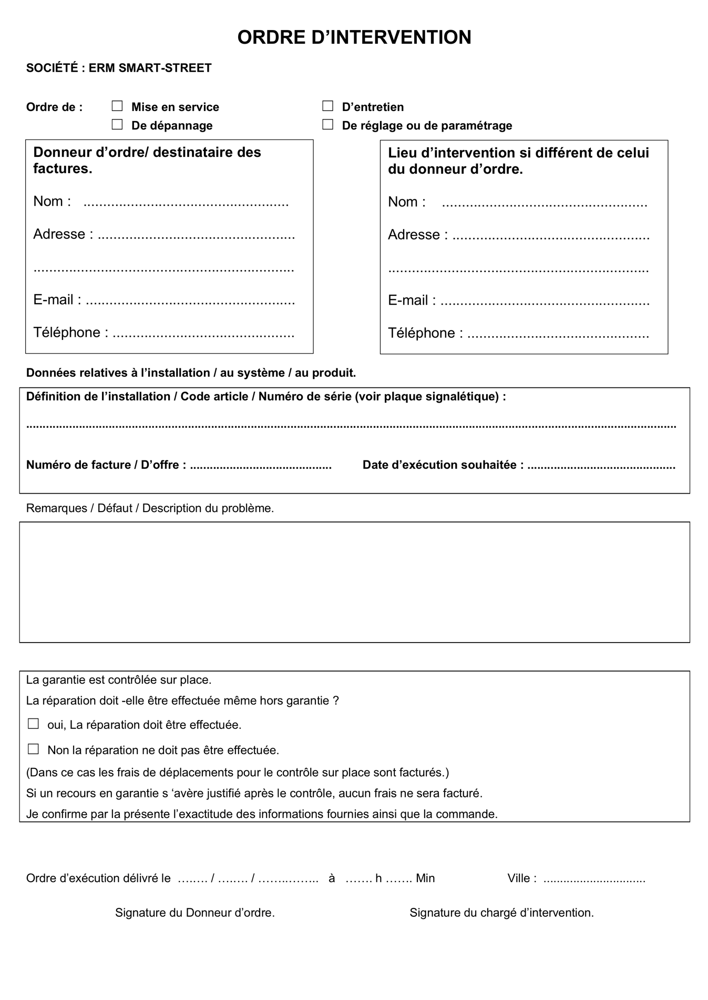 ORDRE D’INTERVENTION
SOCIÉTÉ : ERM SMART-STREET
Ordre de : ☐ Mise en service ☐ D’entretien
☐ De dépannage ☐ De réglage ou de paramétrage
Donneur d’ordre/ destinataire des
factures.
Nom : ....................................................
Adresse : ..................................................
..................................................................
E-mail : .....................................................
Téléphone : ..............................................
Lieu d’intervention si différent de celui
du donneur d’ordre.
Nom : ....................................................
Adresse : ..................................................
..................................................................
E-mail : .....................................................
Téléphone : ..............................................
Données relatives à l’installation / au système / au produit.
Définition de l’installation / Code article / Numéro de série (voir plaque signalétique) :
....................................................................................................................................................
Numéro de facture / D’offre : ........................................... Date d’exécution souhaitée : .............................................
Remarques / Défaut / Description du problème.
La garantie est contrôlée sur place.
La réparation doit -elle être effectuée même hors garantie ?
☐ oui, La réparation doit être effectuée.
☐ Non la réparation ne doit pas être effectuée.
(Dans ce cas les frais de déplacements pour le contrôle sur place sont facturés.)
Si un recours en garantie s ‘avère justifié après le contrôle, aucun frais ne sera facturé.
Je confirme par la présente l’exactitude des informations fournies ainsi que la commande.
Ordre d’exécution délivré le …..… / …..… / ……..…….. à ……. h ……. Min Ville : ...............................
Signature du Donneur d’ordre. Signature du chargé d’intervention.